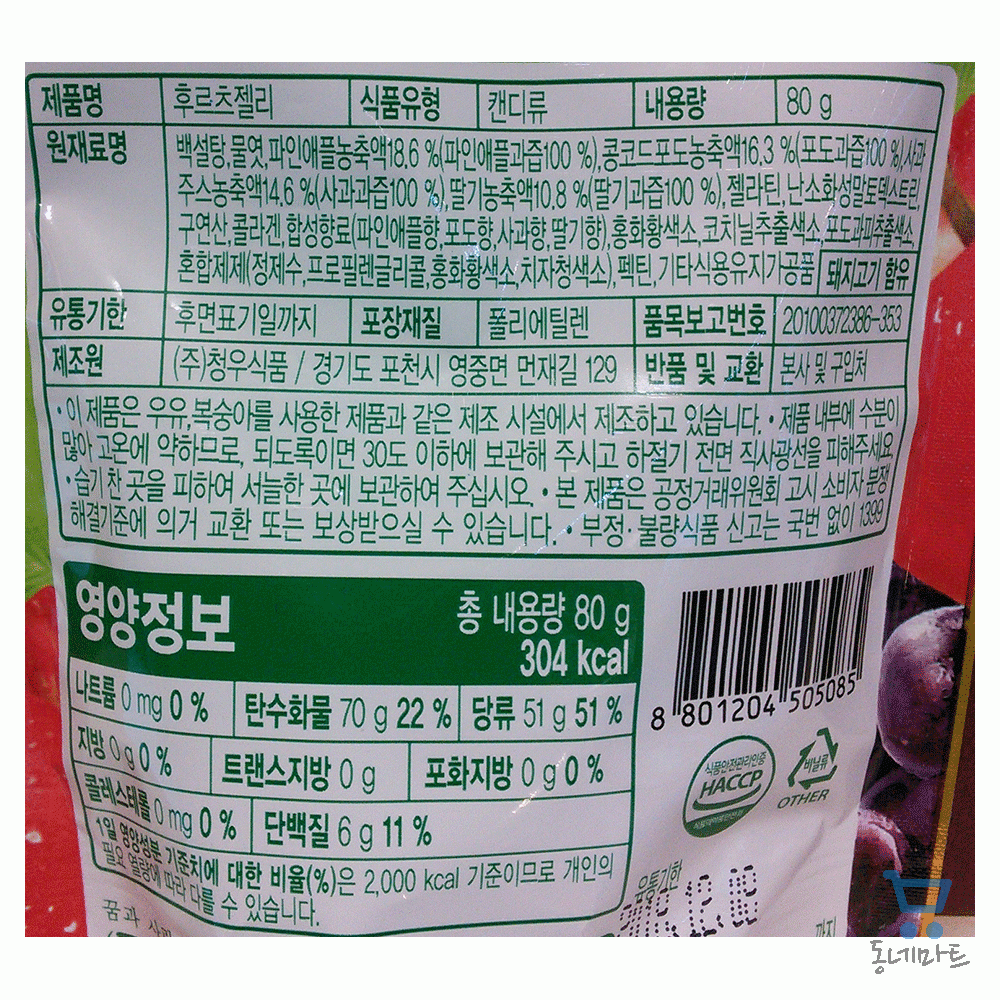 제품명 후르츠젤리 식품유형 캔디류 내용량 80 g
원재료명 백설탕,물엿,파인애플농축액18.6 %(파인애플과즙100 %),콩코드포도농축액16.3 %(포도과즙100 %),사과
주스농축액14.6 %(사과과즙100 %),딸기농축액10.8 %(딸기과즙100 %),젤라틴,난소화성말토덱스트린,
구연산,콜라겐,합성향료(파인애플향,포도향,사과향,딸기향),홍화황색소,코치닐추출색소,포도과피추출색소,
혼합제제(정제수,프로필렌글리콜,홍화황색소,치자청색소),펙틴,기타식용유지가공품 돼지고기 함유
유통기한 후면표기일까지 포장재질 폴리에틸렌 품목보고번호 20100372386-353
제조원 (주)청우식품 / 경기도 포천시 영중면 먼재길 129 반품 및 교환 본사 및 구입처
• 이 제품은 우유,복숭아를 사용한 제품과 같은 제조 시설에서 제조하고 있습니다. • 제품 내부에 수분이
많아 고온에 약하므로, 되도록이면 30도 이하에 보관해 주시고 하절기 전면 직사광선을 피해주세요.
• 습기 찬 곳을 피하여 서늘한 곳에 보관하여 주십시오. • 본 제품은 공정거래위원회 고시 소비자 분쟁
해결기준에 의거 교환 또는 보상받으실 수 있습니다. • 부정·불량식품 신고는 국번 없이 1399
영양정보 총 내용량 80 g
304 kcal
나트륨 0 mg 0 % 탄수화물 70 g 22 % 당류 51 g 51 %
지방 0 g 0 % 트랜스지방 0 g 포화지방 0 g 0 %
콜레스테롤 0 mg 0 % 단백질 6 g 11 %
1일 영양성분 기준치에 대한 비율(%)은 2,000 kcal 기준이므로 개인의
필요 열량에 따라 다를 수 있습니다.
8 801204 505085
식품안전관리인증
HACCP
비닐류
OTHER
유통기한
까지
꿈과
동네마트